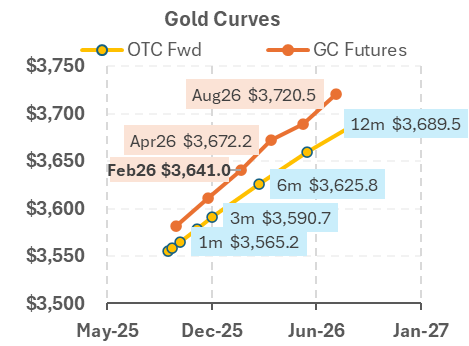 Gold Curves
OTC Fwd
GC Futures
$3,750
$3,700
$3,650
$3,600
$3,550
$3,500
Aug26 $3,720.5
12m $3,689.5
Apr26 $3,672.2
Feb26 $3,641.0
6m $3,625.8
3m $3,590.7
1m $3,565.2
May-25
Dec-25
Jun-26
Jan-27